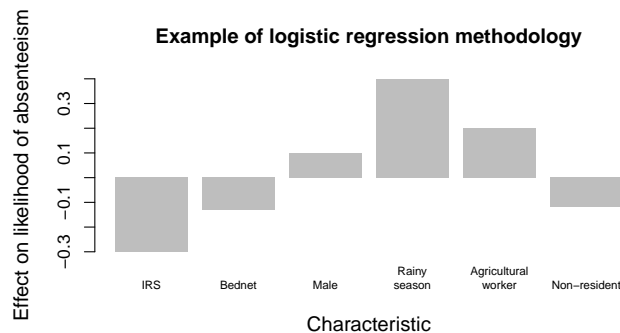 Example of logistic regression methodology
Effect on likelihood of absenteeism
0.3
0.1
−0.1
−0.3
IRS
Bednet
Male
Rainy
season
Agricultural
worker
Non−resident
Characteristic